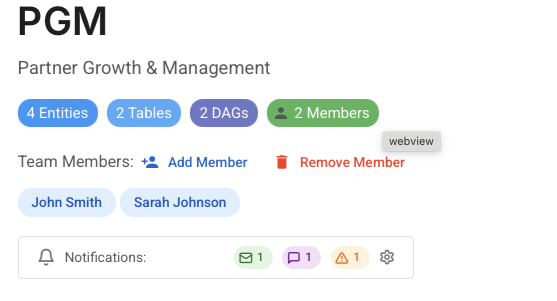 PGM
Partner Growth & Management
4 Entities 2 Tables 2 DAGs 2 Members
webview
Team Members: Add Member Remove Member
John Smith Sarah Johnson
Notifications: 1 1 1